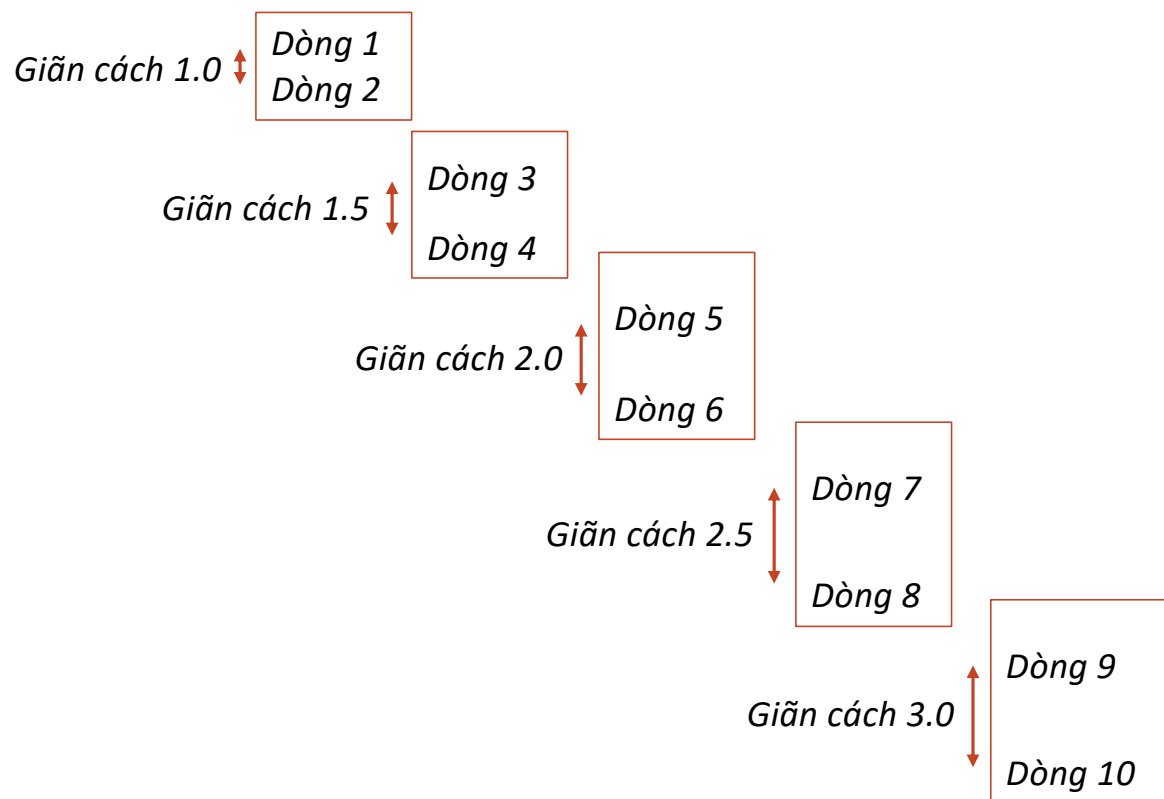 Dòng 1
Giãn cách 1.0
Dòng 2
Dòng 3
Giãn cách 1.5
Dòng 4
Dòng 5
Giãn cách 2.0
Dòng 6
Dòng 7
Giãn cách 2.5
Dòng 8
Dòng 9
Giãn cách 3.0
Dòng 10